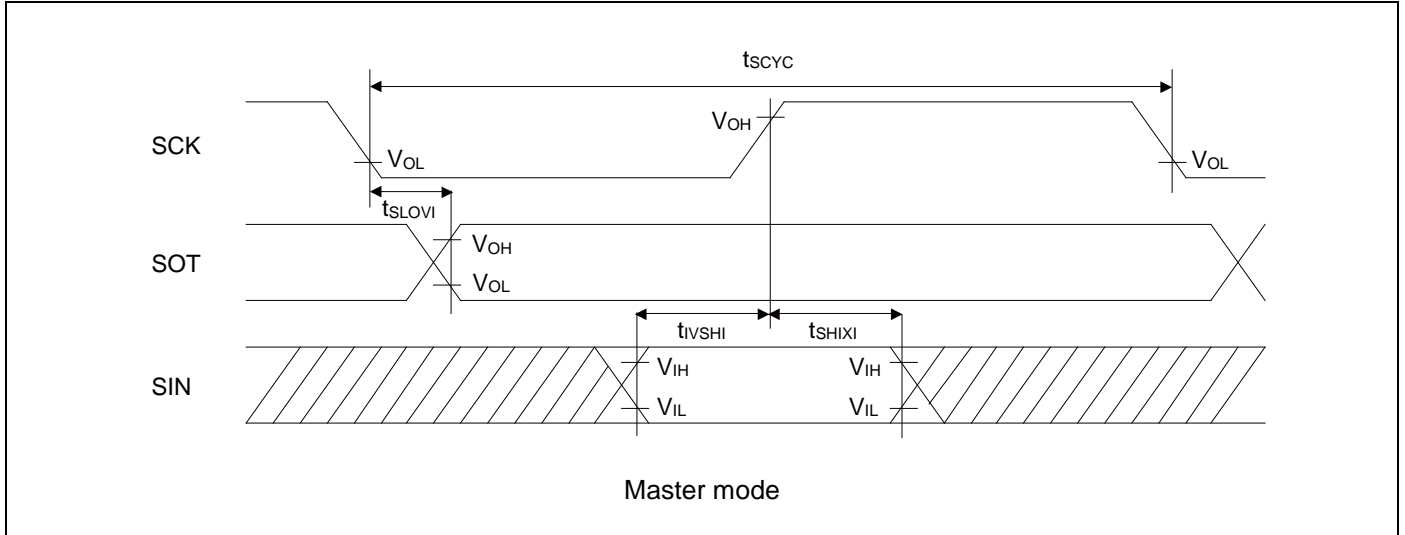 tSCYC
SCK
VOH
VOL
VOL
tSLOVI
SOT
VOH
VOL
tIVSHI
tSHIXI
SIN
VIH
VIH
VIL
VIL
Master mode